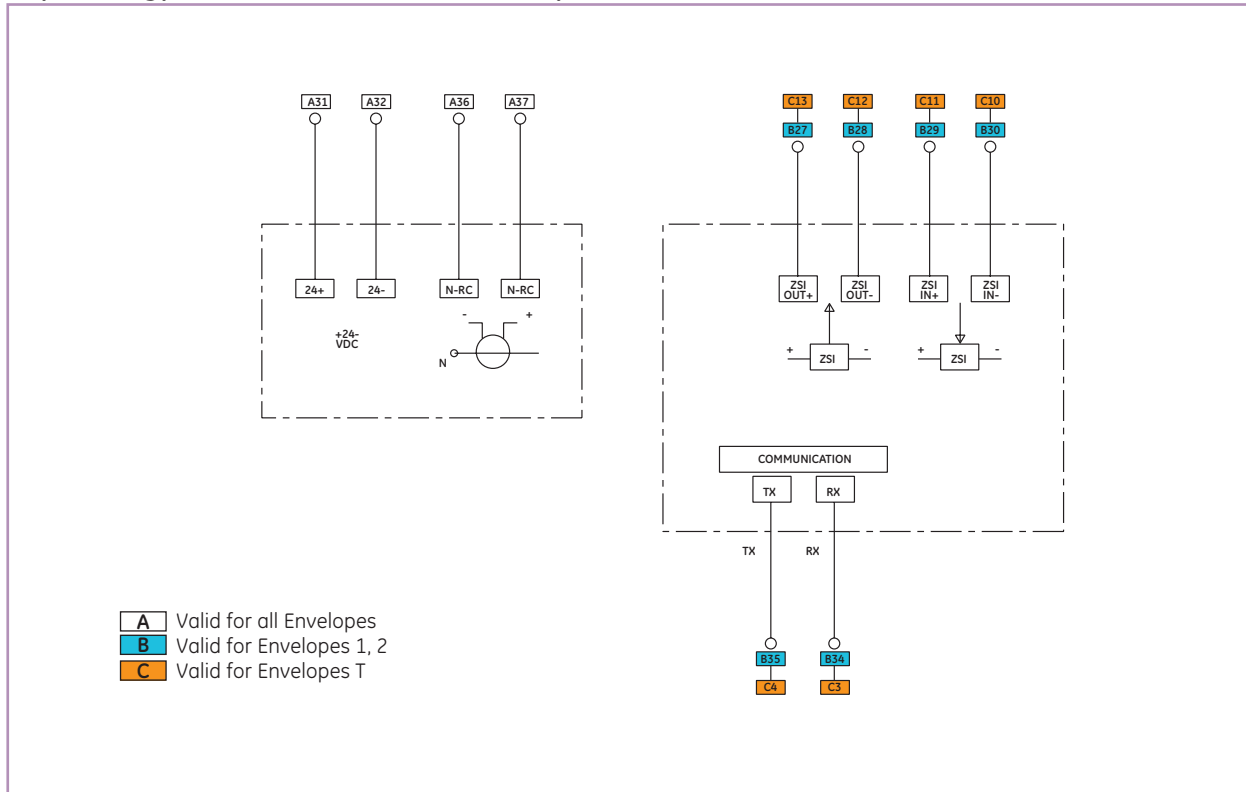 A31 A32 A36 A37
C13 C12 C11 C10
B27 B28 B29 B30
24+ 24- N-RC N-RC
ZSI OUT+
ZSI OUT-
ZSI IN+
ZSI IN-
+24-
VDC
- +
N
+ ZSI -
+ ZSI -
COMMUNICATION
TX RX
TX RX
B35 B34
C4 C3
A Valid for all Envelopes
B Valid for Envelopes 1, 2
C Valid for Envelopes T